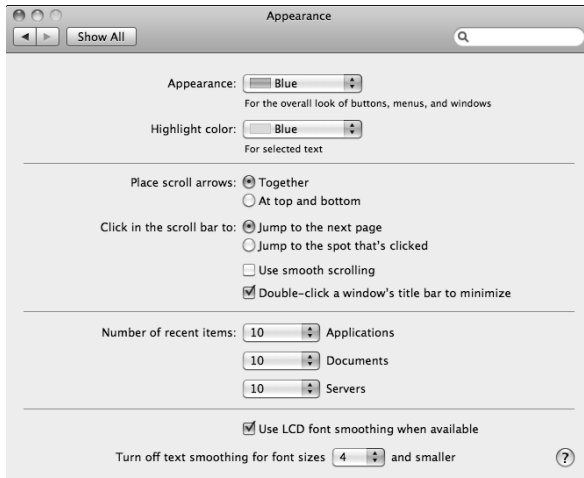 Appearance
Show All
Appearance: Blue
For the overall look of buttons, menus, and windows
Highlight color: Blue
For selected text
Place scroll arrows: Together
At top and bottom
Click in the scroll bar to: Jump to the next page
Jump to the spot that's clicked
Use smooth scrolling
Double-click a window's title bar to minimize
Number of recent items: 10 Applications
10 Documents
10 Servers
Use LCD font smoothing when available
Turn off text smoothing for font sizes 4 and smaller ?